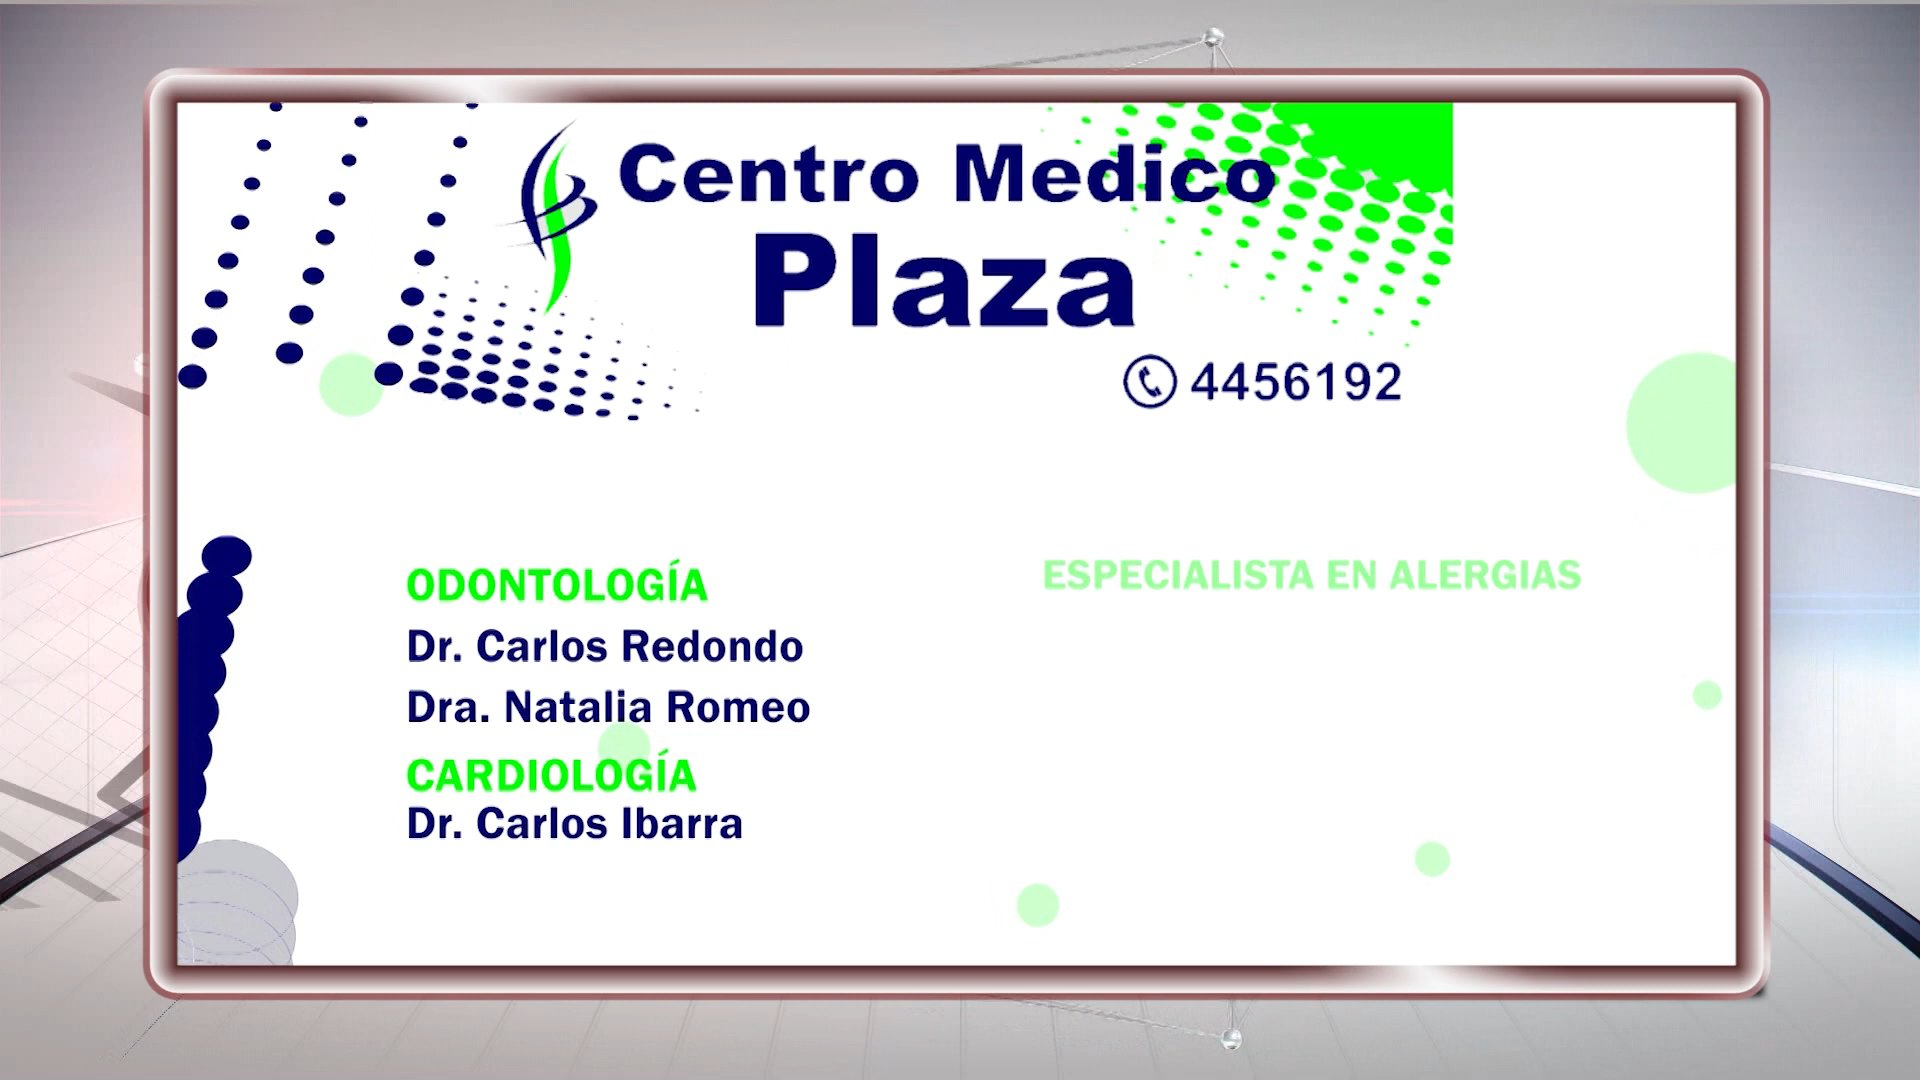 Centro Medico
Plaza
4456192
ODONTOLOGÍA
Dr. Carlos Redondo
Dra. Natalia Romeo
CARDIOLOGÍA
Dr. Carlos Ibarra
ESPECIALISTA EN ALERGIAS